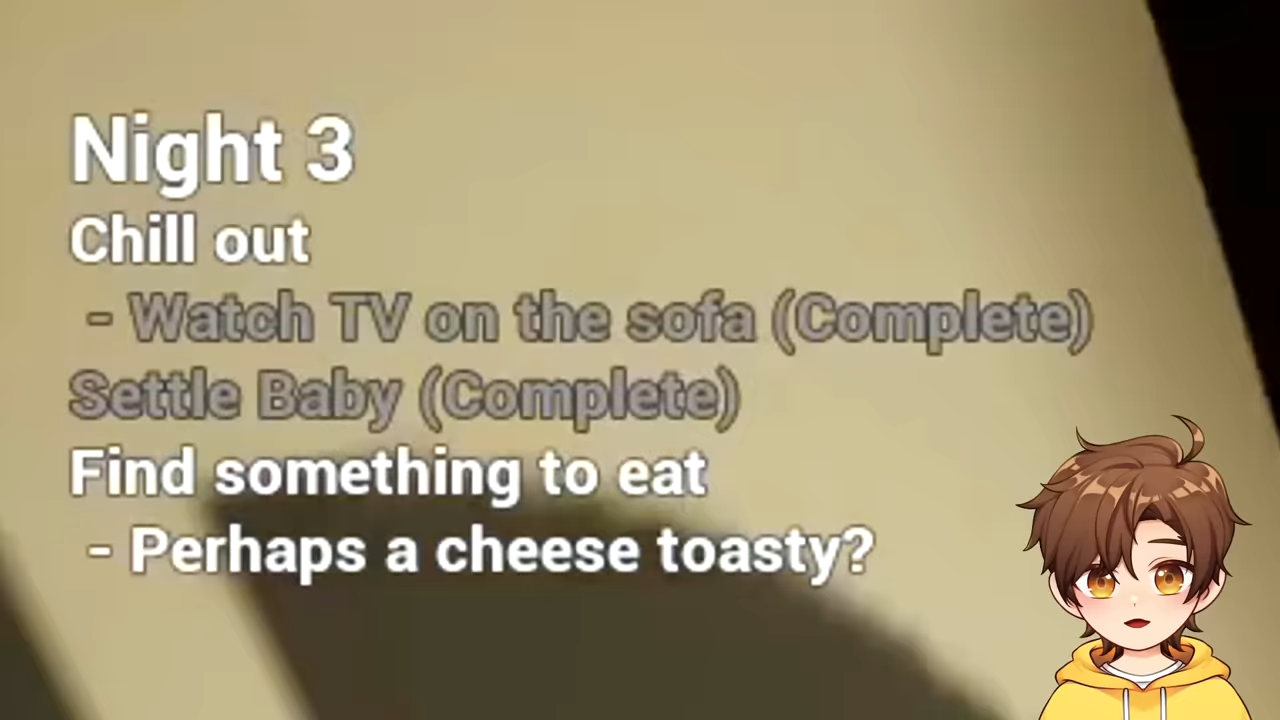 Night 3
Chill out
- Watch TV on the sofa (Complete)
Settle Baby (Complete)
Find something to eat
- Perhaps a cheese toasty?